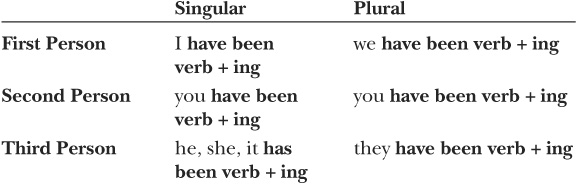 Singular Plural
First Person I have been we have been verb + ing
verb + ing
Second Person you have been you have been verb + ing
verb + ing
Third Person he, she, it has they have been verb + ing
been verb + ing